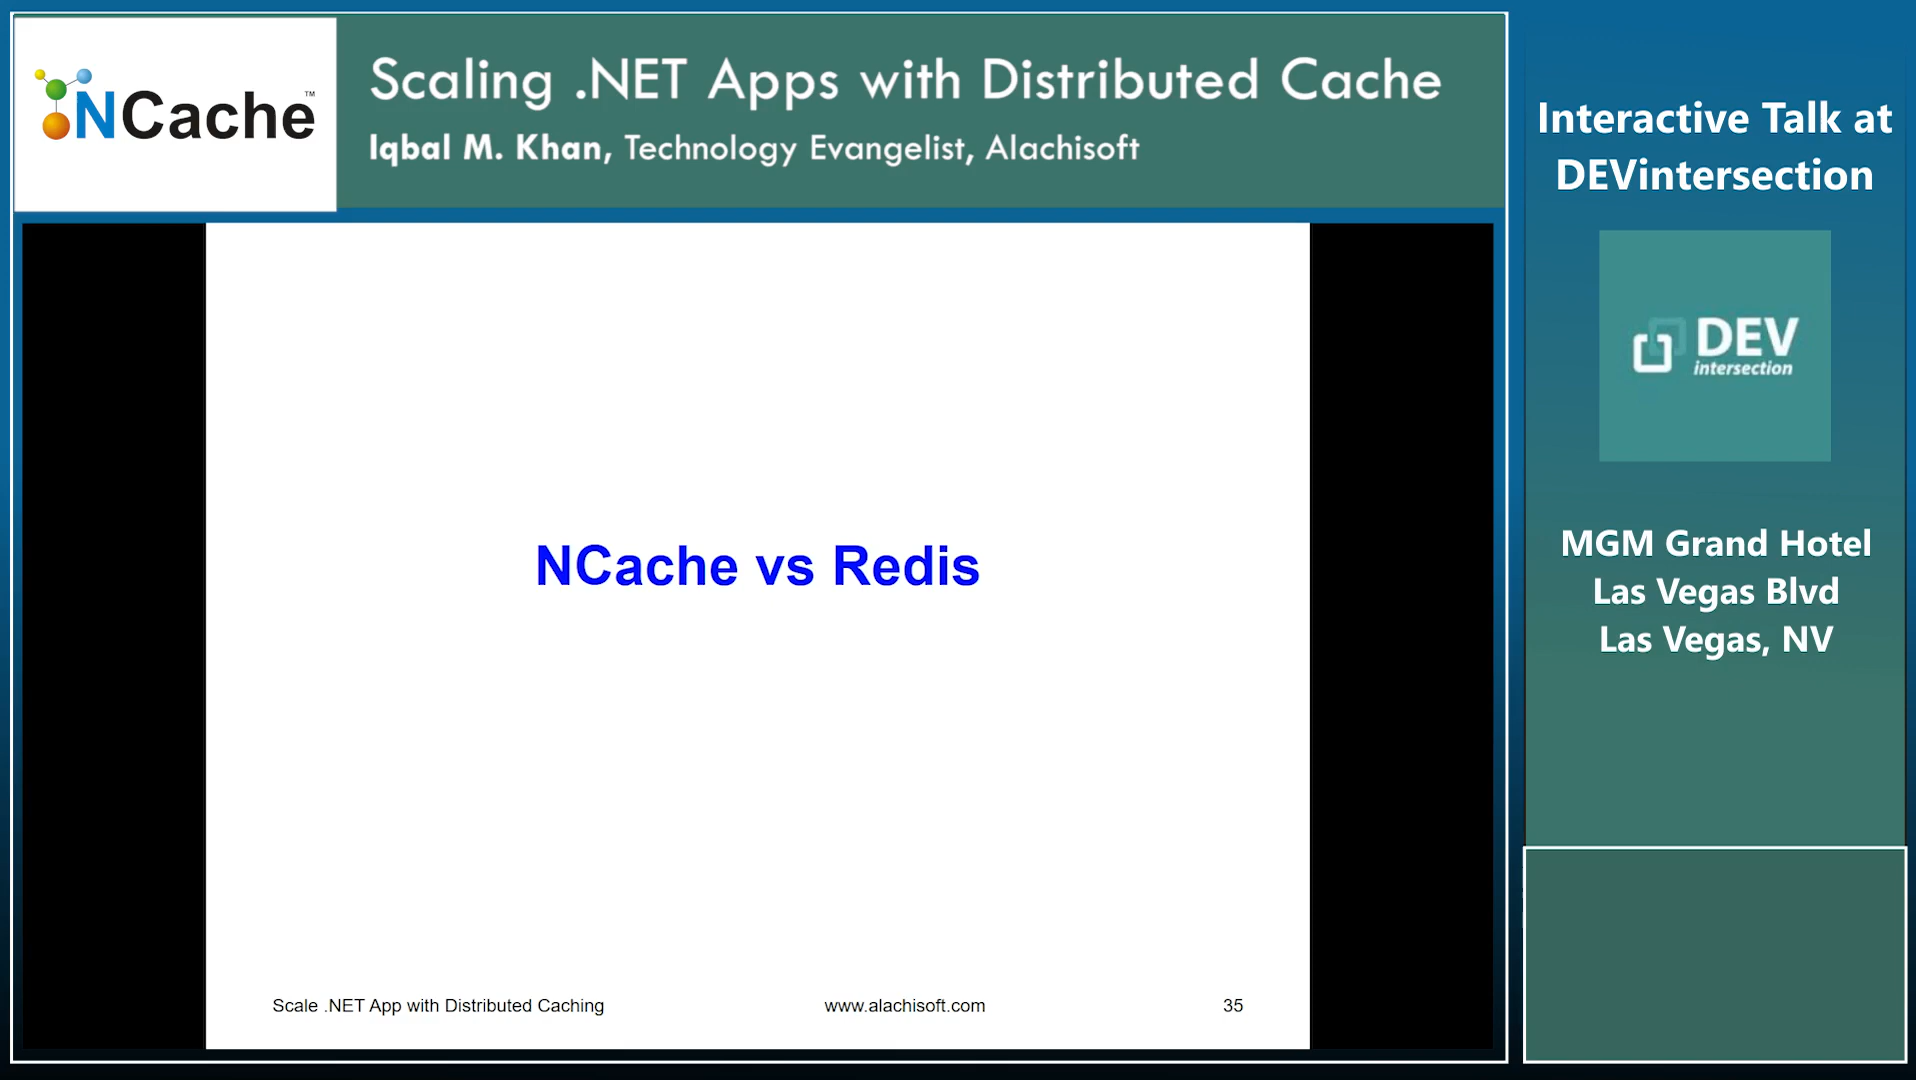 NCache™
Scaling .NET Apps with Distributed Cache
Iqbal M. Khan, Technology Evangelist, Alachisoft
Interactive Talk at
DEVintersection
DEV
intersection
MGM Grand Hotel
Las Vegas Blvd
Las Vegas, NV
NCache vs Redis
Scale .NET App with Distributed Caching
www.alachisoft.com
35